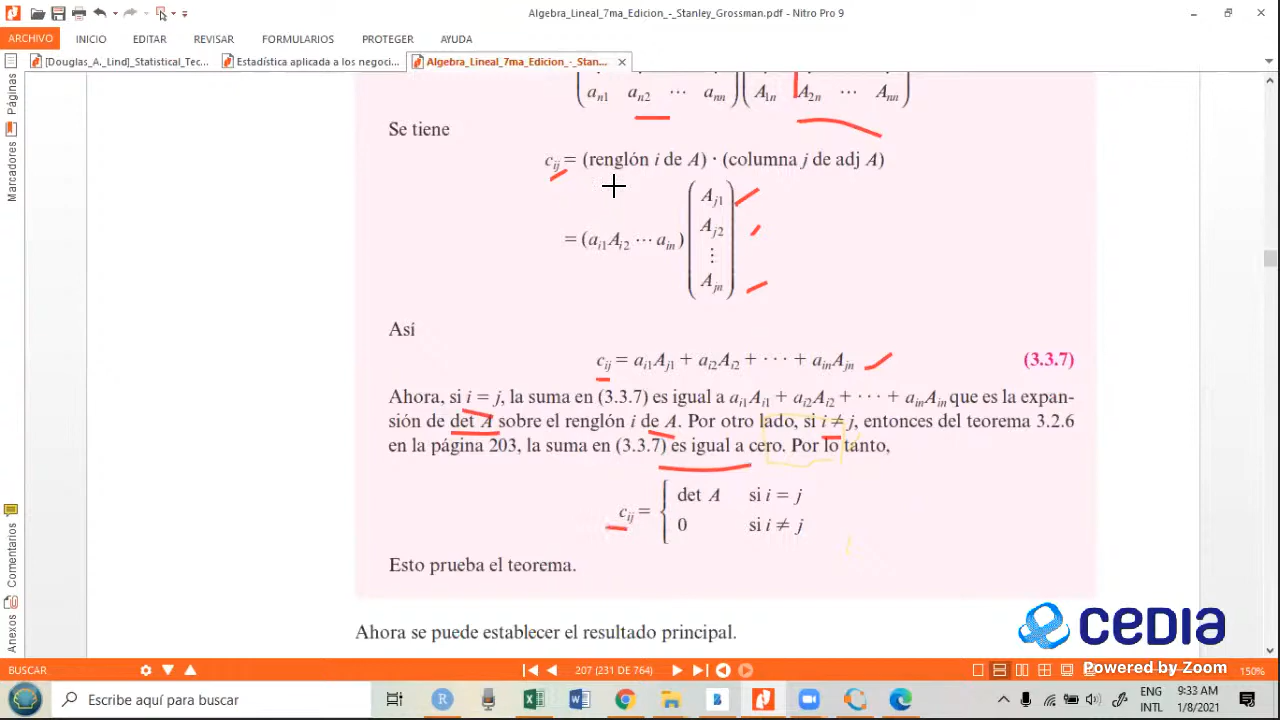 Algebra_Lineal_7ma_Edicion_-_Stanley_Grossman.pdf - Nitro Pro 9
ARCHIVO INICIO EDITAR REVISAR FORMULARIOS PROTEGER AYUDA
[Douglas_A._Lind]_Statistical_Tec... Estadística aplicada a los negoci... Algebra_Lineal_7ma_Edicion_-_Stan...
Páginas
Marcadores
Comentarios
Anexos
a_{n1} a_{n2} ⋯ a_{nn} A_{1n} A_{2n} ⋯ A_{nn}
Se tiene
c_{ij} = (renglón i de A) · (columna j de adj A)
= (a_{i1}A_{i2} ⋯ a_{in}) (A_{j1}
A_{j2}
⋮
A_{jn})
Así
c_{ij} = a_{i1}A_{j1} + a_{i2}A_{i2} + ⋯ + a_{in}A_{jn} (3.3.7)
Ahora, si i = j, la suma en (3.3.7) es igual a a_{i1}A_{i1} + a_{i2}A_{i2} + ⋯ + a_{in}A_{in} que es la expan-
sión de det A sobre el renglón i de A. Por otro lado, si i ≠ j, entonces del teorema 3.2.6
en la página 203, la suma en (3.3.7) es igual a cero. Por lo tanto,
c_{ij} = { det A si i = j
0 si i ≠ j
Esto prueba el teorema.
Ahora se puede establecer el resultado principal.
cedia
Powered by Zoom
BUSCAR 207 (231 DE 764) 150%
Escribe aquí para buscar
ENG
INTL
9:33 AM
1/8/2021